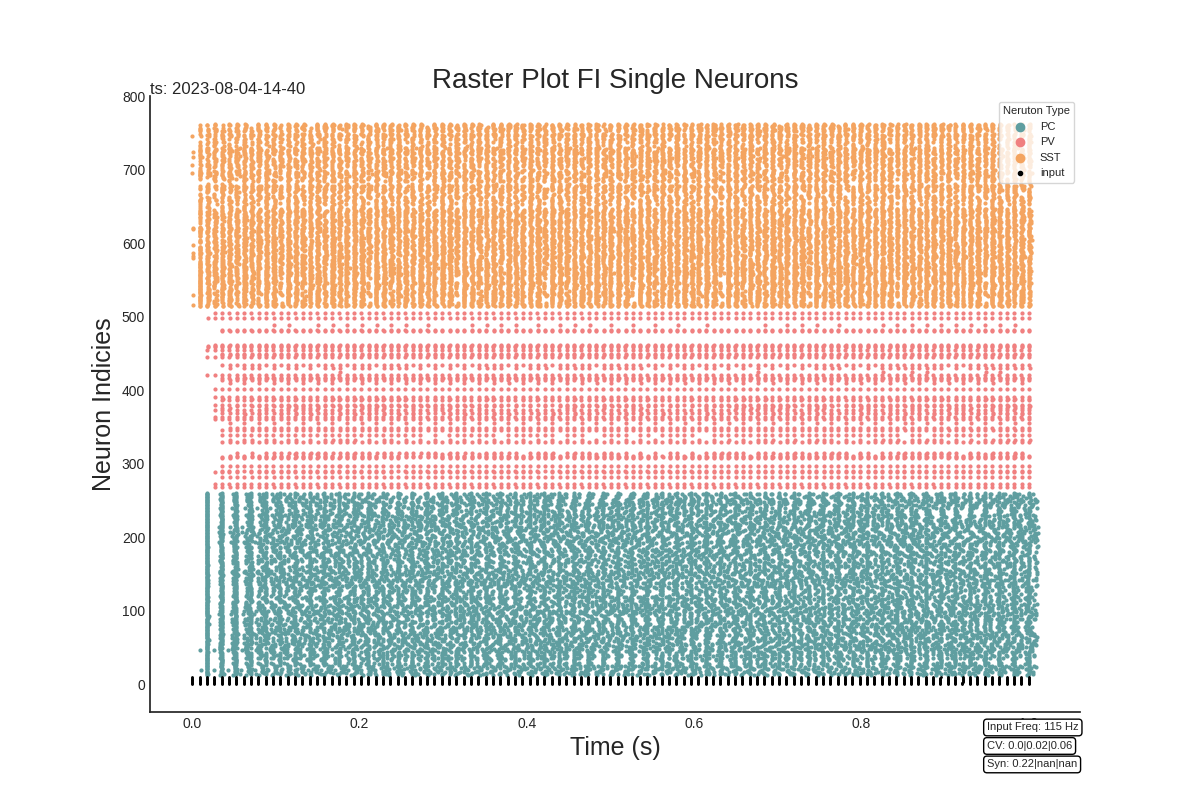 Raster Plot FI Single Neurons
ts: 2023-08-04-14-40
Neruton Type
PC
PV
SST
input
800
700
600
500
400
300
200
100
0
Neuron Indicies
0.0 0.2 0.4 0.6 0.8
Time (s)
Input Freq: 115 Hz
CV: 0.0|0.02|0.06
Syn: 0.22|nan|nan